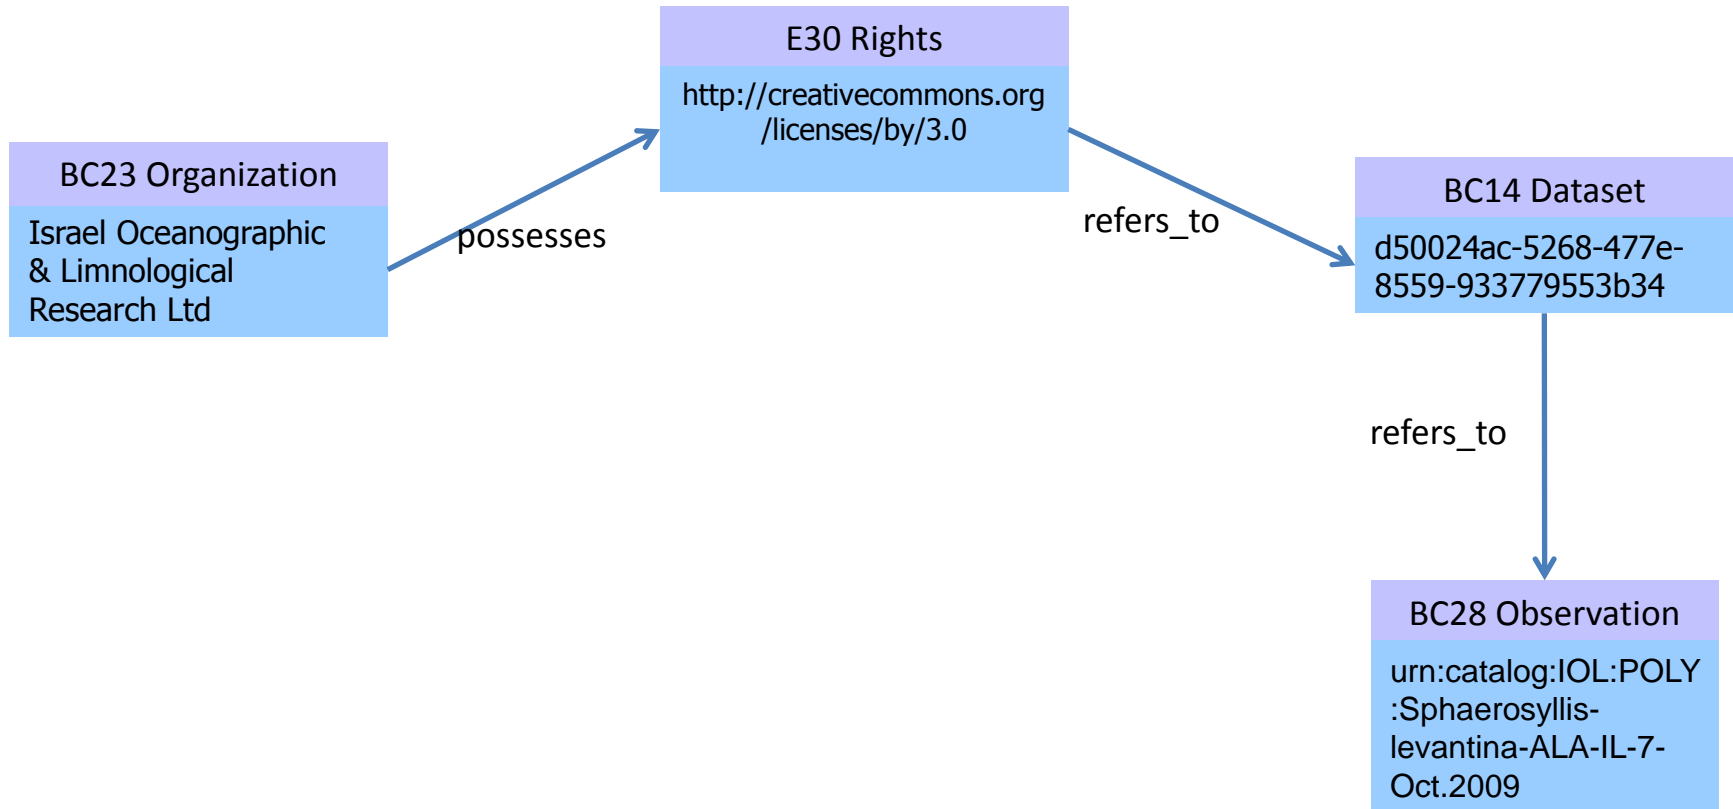 E30 Rights
http://creativecommons.org
/licenses/by/3.0
BC23 Organization
Israel Oceanographic
& Limnological
Research Ltd
possesses
refers_to
BC14 Dataset
d50024ac-5268-477e-
8559-933779553b34
refers_to
BC28 Observation
urn:catalog:IOL:POLY
:Sphaerosyllis-
levantina-ALA-IL-7-
Oct.2009